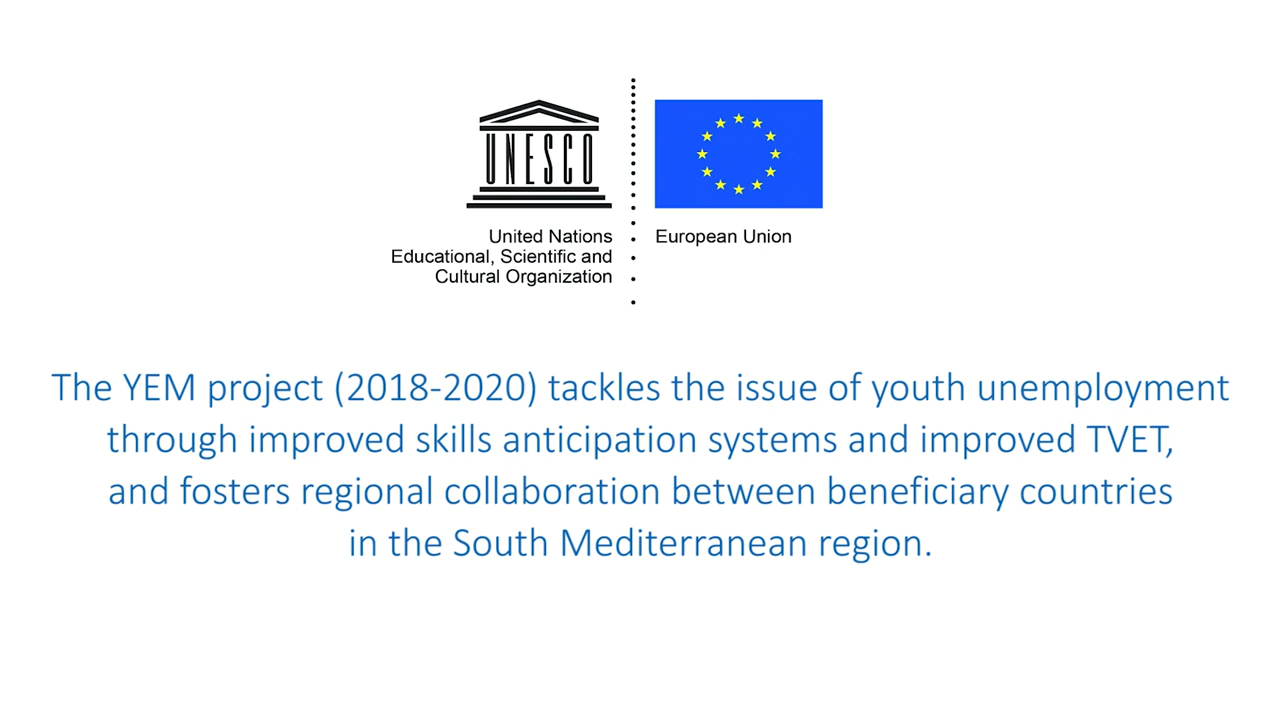 UNESCO
United Nations
Educational, Scientific and
Cultural Organization
European Union
The YEM project (2018-2020) tackles the issue of youth unemployment
through improved skills anticipation systems and improved TVET,
and fosters regional collaboration between beneficiary countries
in the South Mediterranean region.